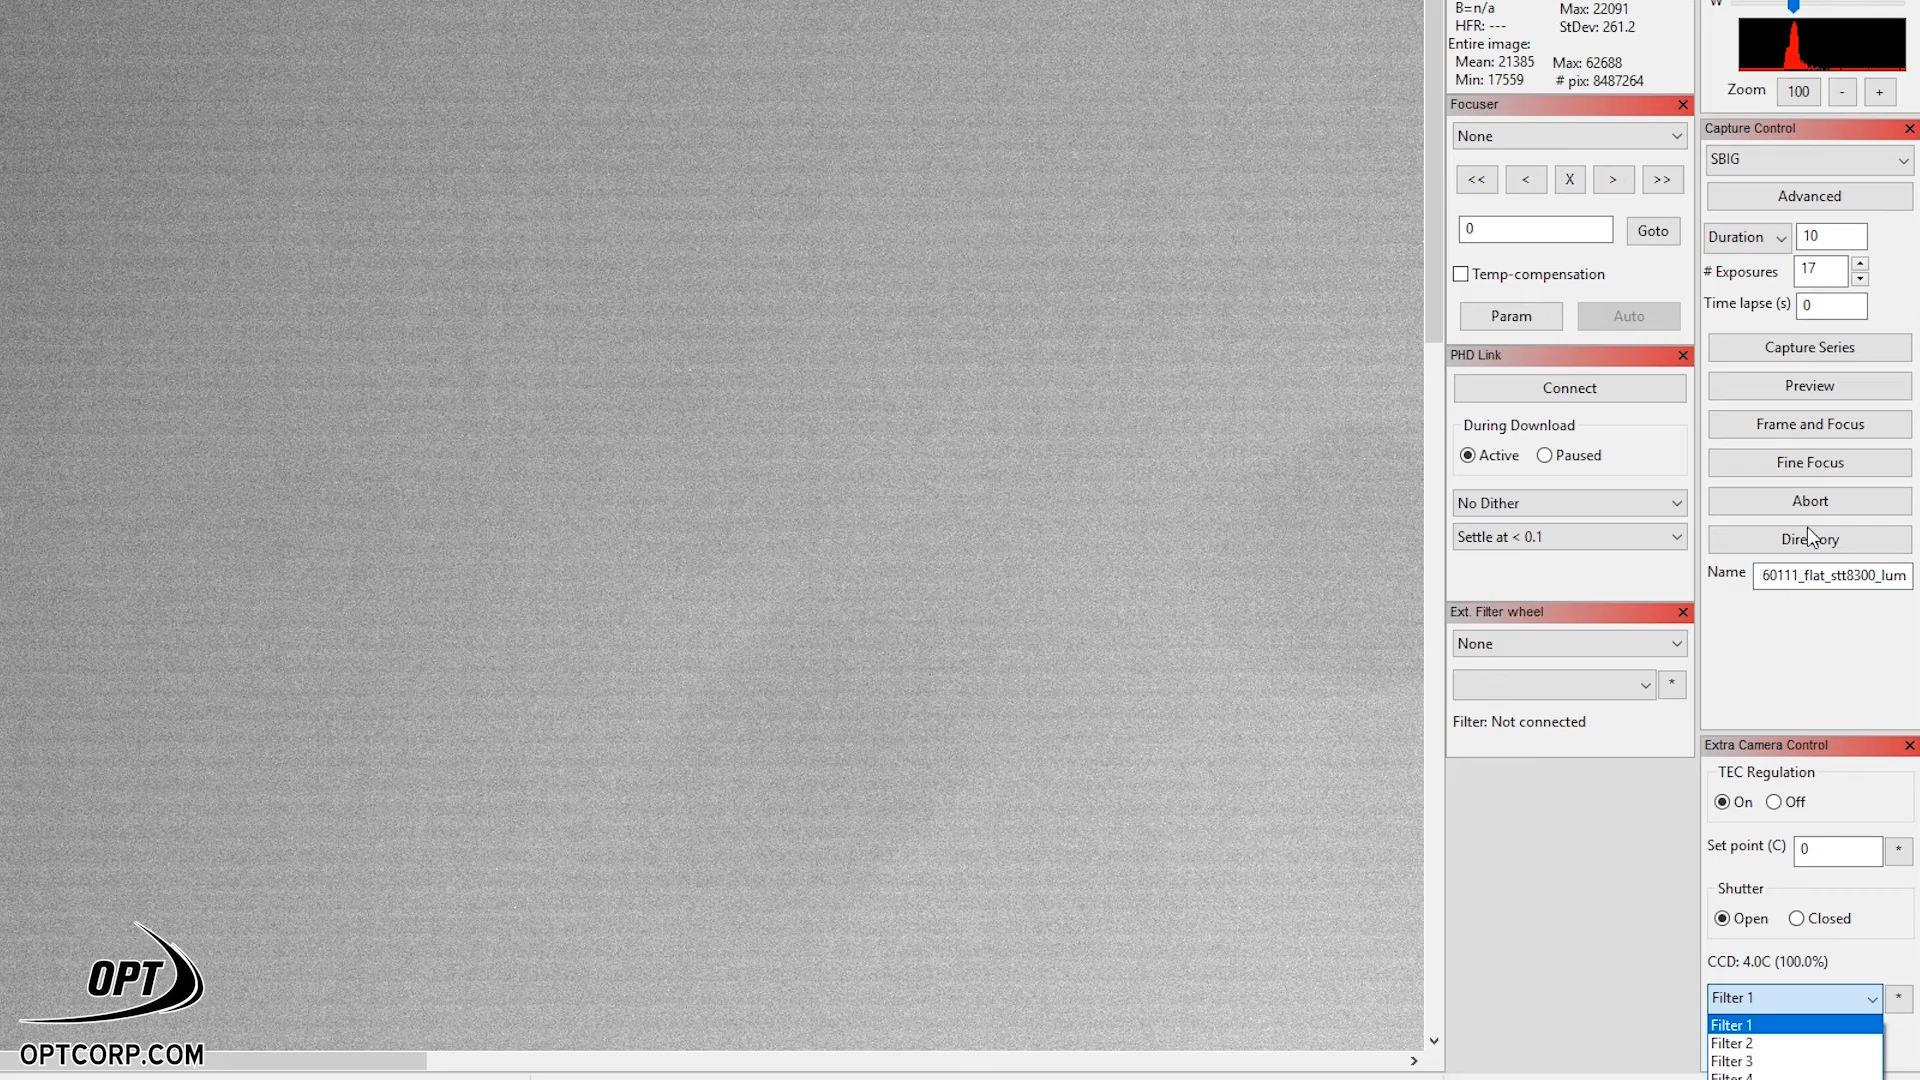 B=n/a
Max: 22091
HFR: ---
StDev: 261.2
Entire image:
Mean: 21385
Max: 62688
Min: 17559
# pix: 8487264
Focuser
None
<<
<
X
>
>>
0
Goto
Temp-compensation
Param
Auto
PHD Link
Connect
During Download
Active
Paused
No Dither
Settle at < 0.1
Ext. Filter wheel
None
*
Filter: Not connected
W
Zoom
100
-
+
Capture Control
SBIG
Advanced
Duration
10
# Exposures
17
Time lapse (s)
0
Capture Series
Preview
Frame and Focus
Fine Focus
Abort
Directory
Name
60111_flat_stt8300_lum
Extra Camera Control
TEC Regulation
On
Off
Set point (C)
0
*
Shutter
Open
Closed
CCD: 4.0C (100.0%)
Filter 1
*
Filter 1
Filter 2
Filter 3
Filter 4
OPT
OPTCORP.COM